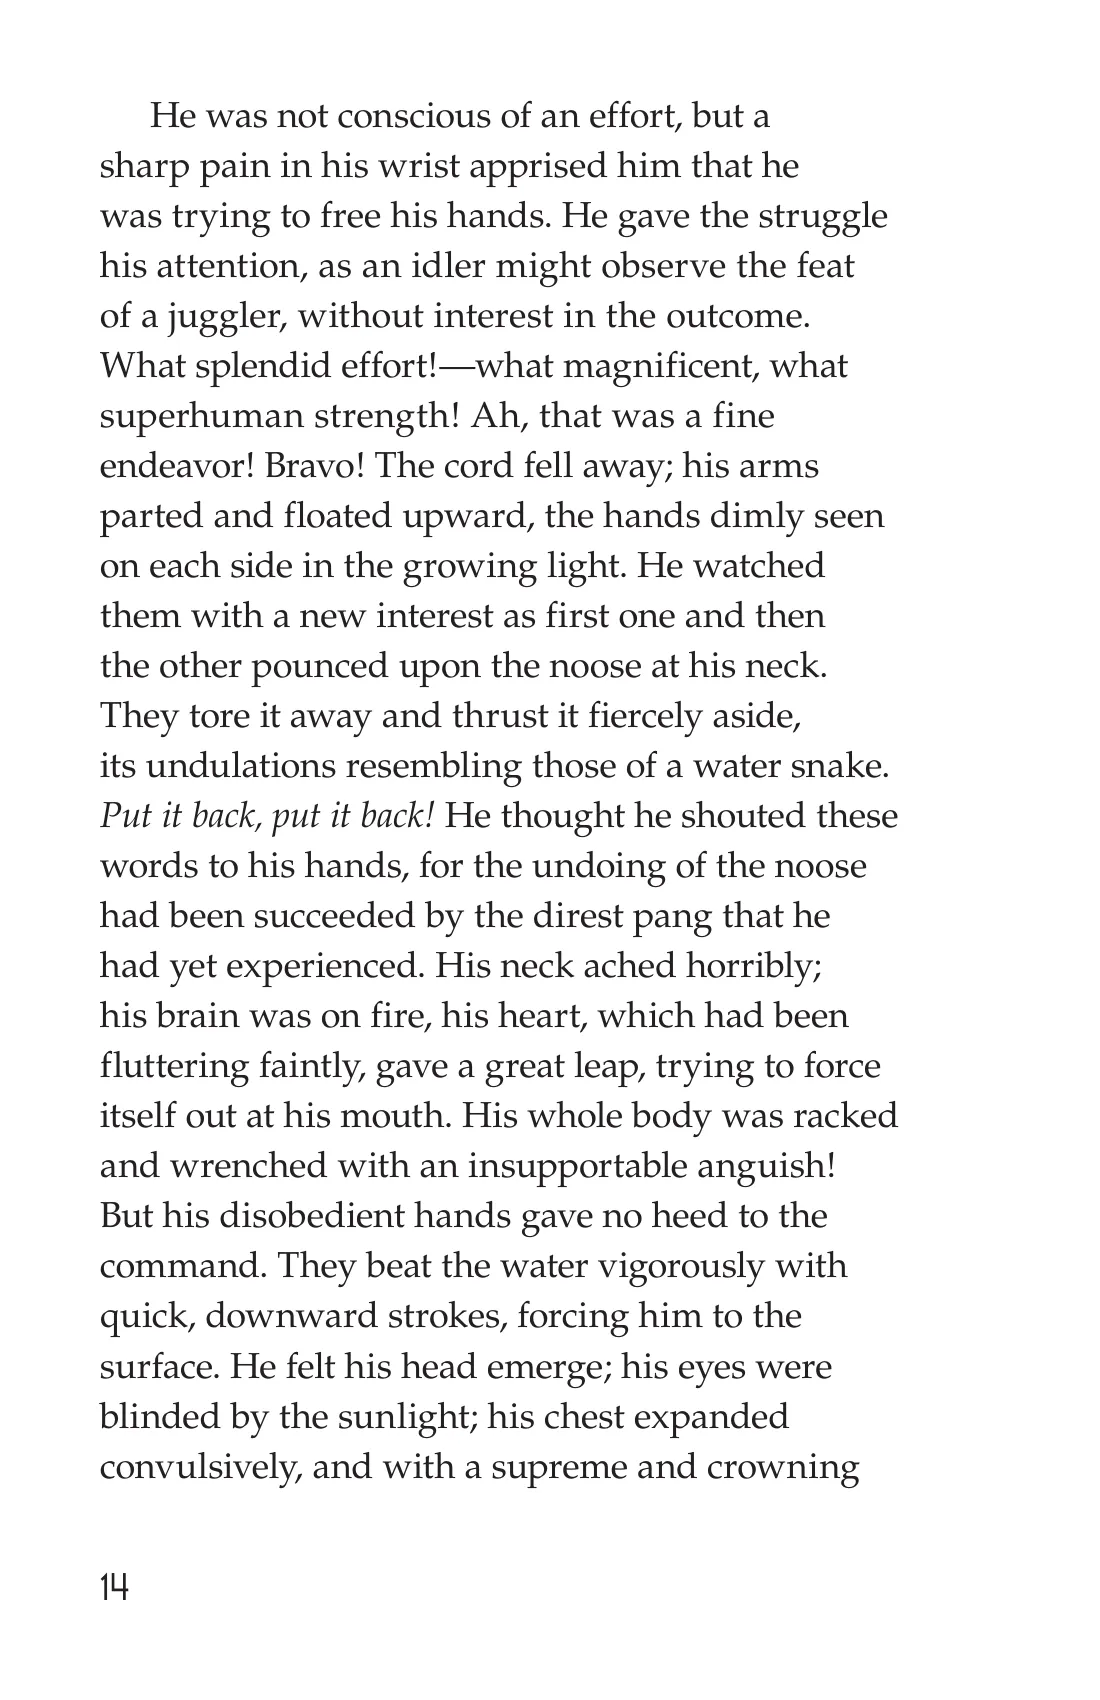 He was not conscious of an effort, but a
sharp pain in his wrist apprised him that he
was trying to free his hands. He gave the struggle
his attention, as an idler might observe the feat
of a juggler, without interest in the outcome.
What splendid effort!—what magnificent, what
superhuman strength! Ah, that was a fine
endeavor! Bravo! The cord fell away; his arms
parted and floated upward, the hands dimly seen
on each side in the growing light. He watched
them with a new interest as first one and then
the other pounced upon the noose at his neck.
They tore it away and thrust it fiercely aside,
its undulations resembling those of a water snake.
Put it back, put it back! He thought he shouted these
words to his hands, for the undoing of the noose
had been succeeded by the direst pang that he
had yet experienced. His neck ached horribly;
his brain was on fire, his heart, which had been
fluttering faintly, gave a great leap, trying to force
itself out at his mouth. His whole body was racked
and wrenched with an insupportable anguish!
But his disobedient hands gave no heed to the
command. They beat the water vigorously with
quick, downward strokes, forcing him to the
surface. He felt his head emerge; his eyes were
blinded by the sunlight; his chest expanded
convulsively, and with a supreme and crowning
14